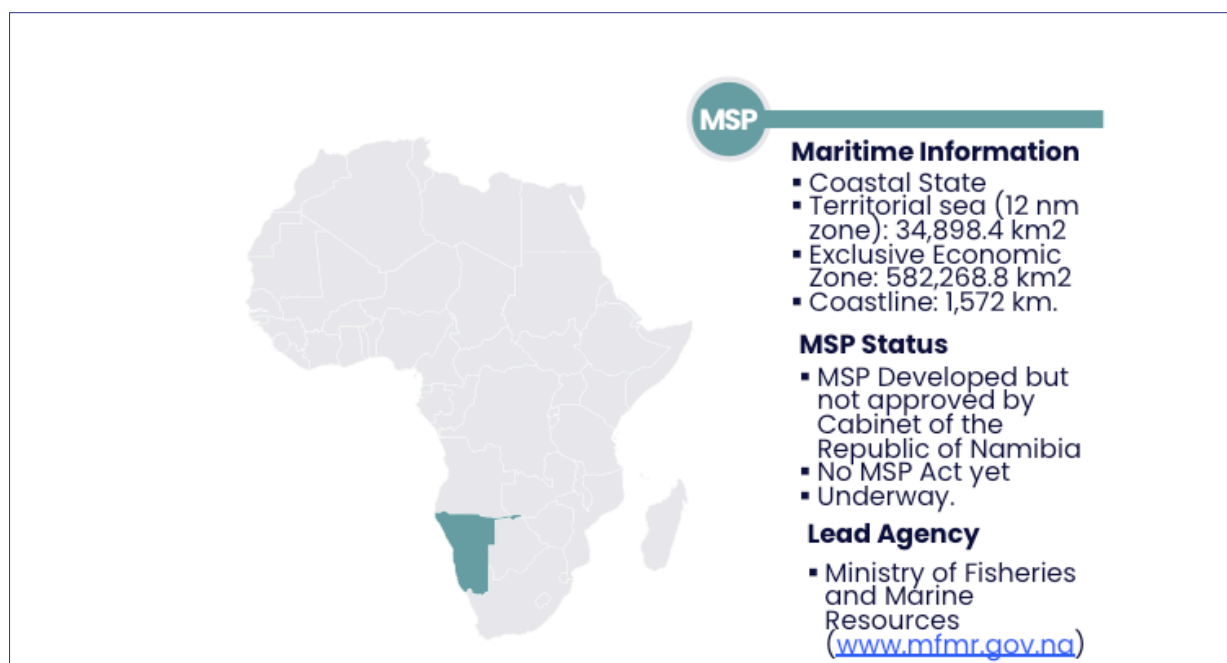 MSP
Maritime Information
▪ Coastal State
▪ Territorial sea (12 nm
zone): 34,898.4 km2
▪ Exclusive Economic
Zone: 582,268.8 km2
▪ Coastline: 1,572 km.
MSP Status
▪ MSP Developed but
not approved by
Cabinet of the
Republic of Namibia
▪ No MSP Act yet
▪ Underway.
Lead Agency
▪ Ministry of Fisheries
and Marine
Resources
(www.mfmr.gov.na)